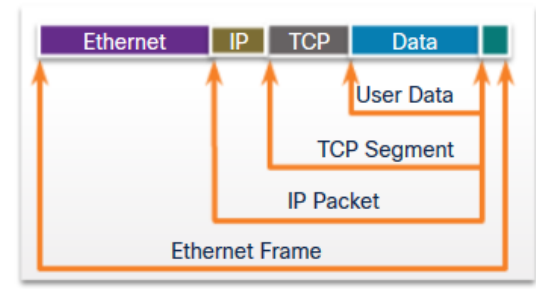 Ethernet IP TCP Data
User Data
TCP Segment
IP Packet
Ethernet Frame